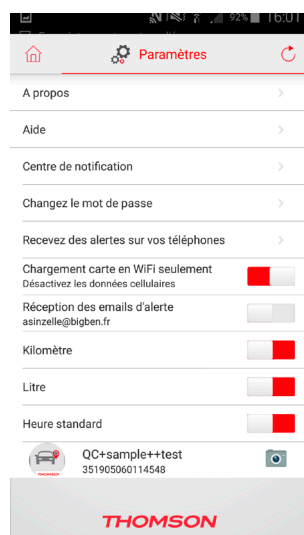 92% 16:01
Paramètres
A propos
Aide
Centre de notification
Changez le mot de passe
Recevez des alertes sur vos téléphones
Chargement carte en WiFi seulement
Désactivez les données cellulaires
Réception des emails d'alerte
asinzelle@bigben.fr
Kilomètre
Litre
Heure standard
QC+sample++test
351905060114548
THOMSON
THOMSON